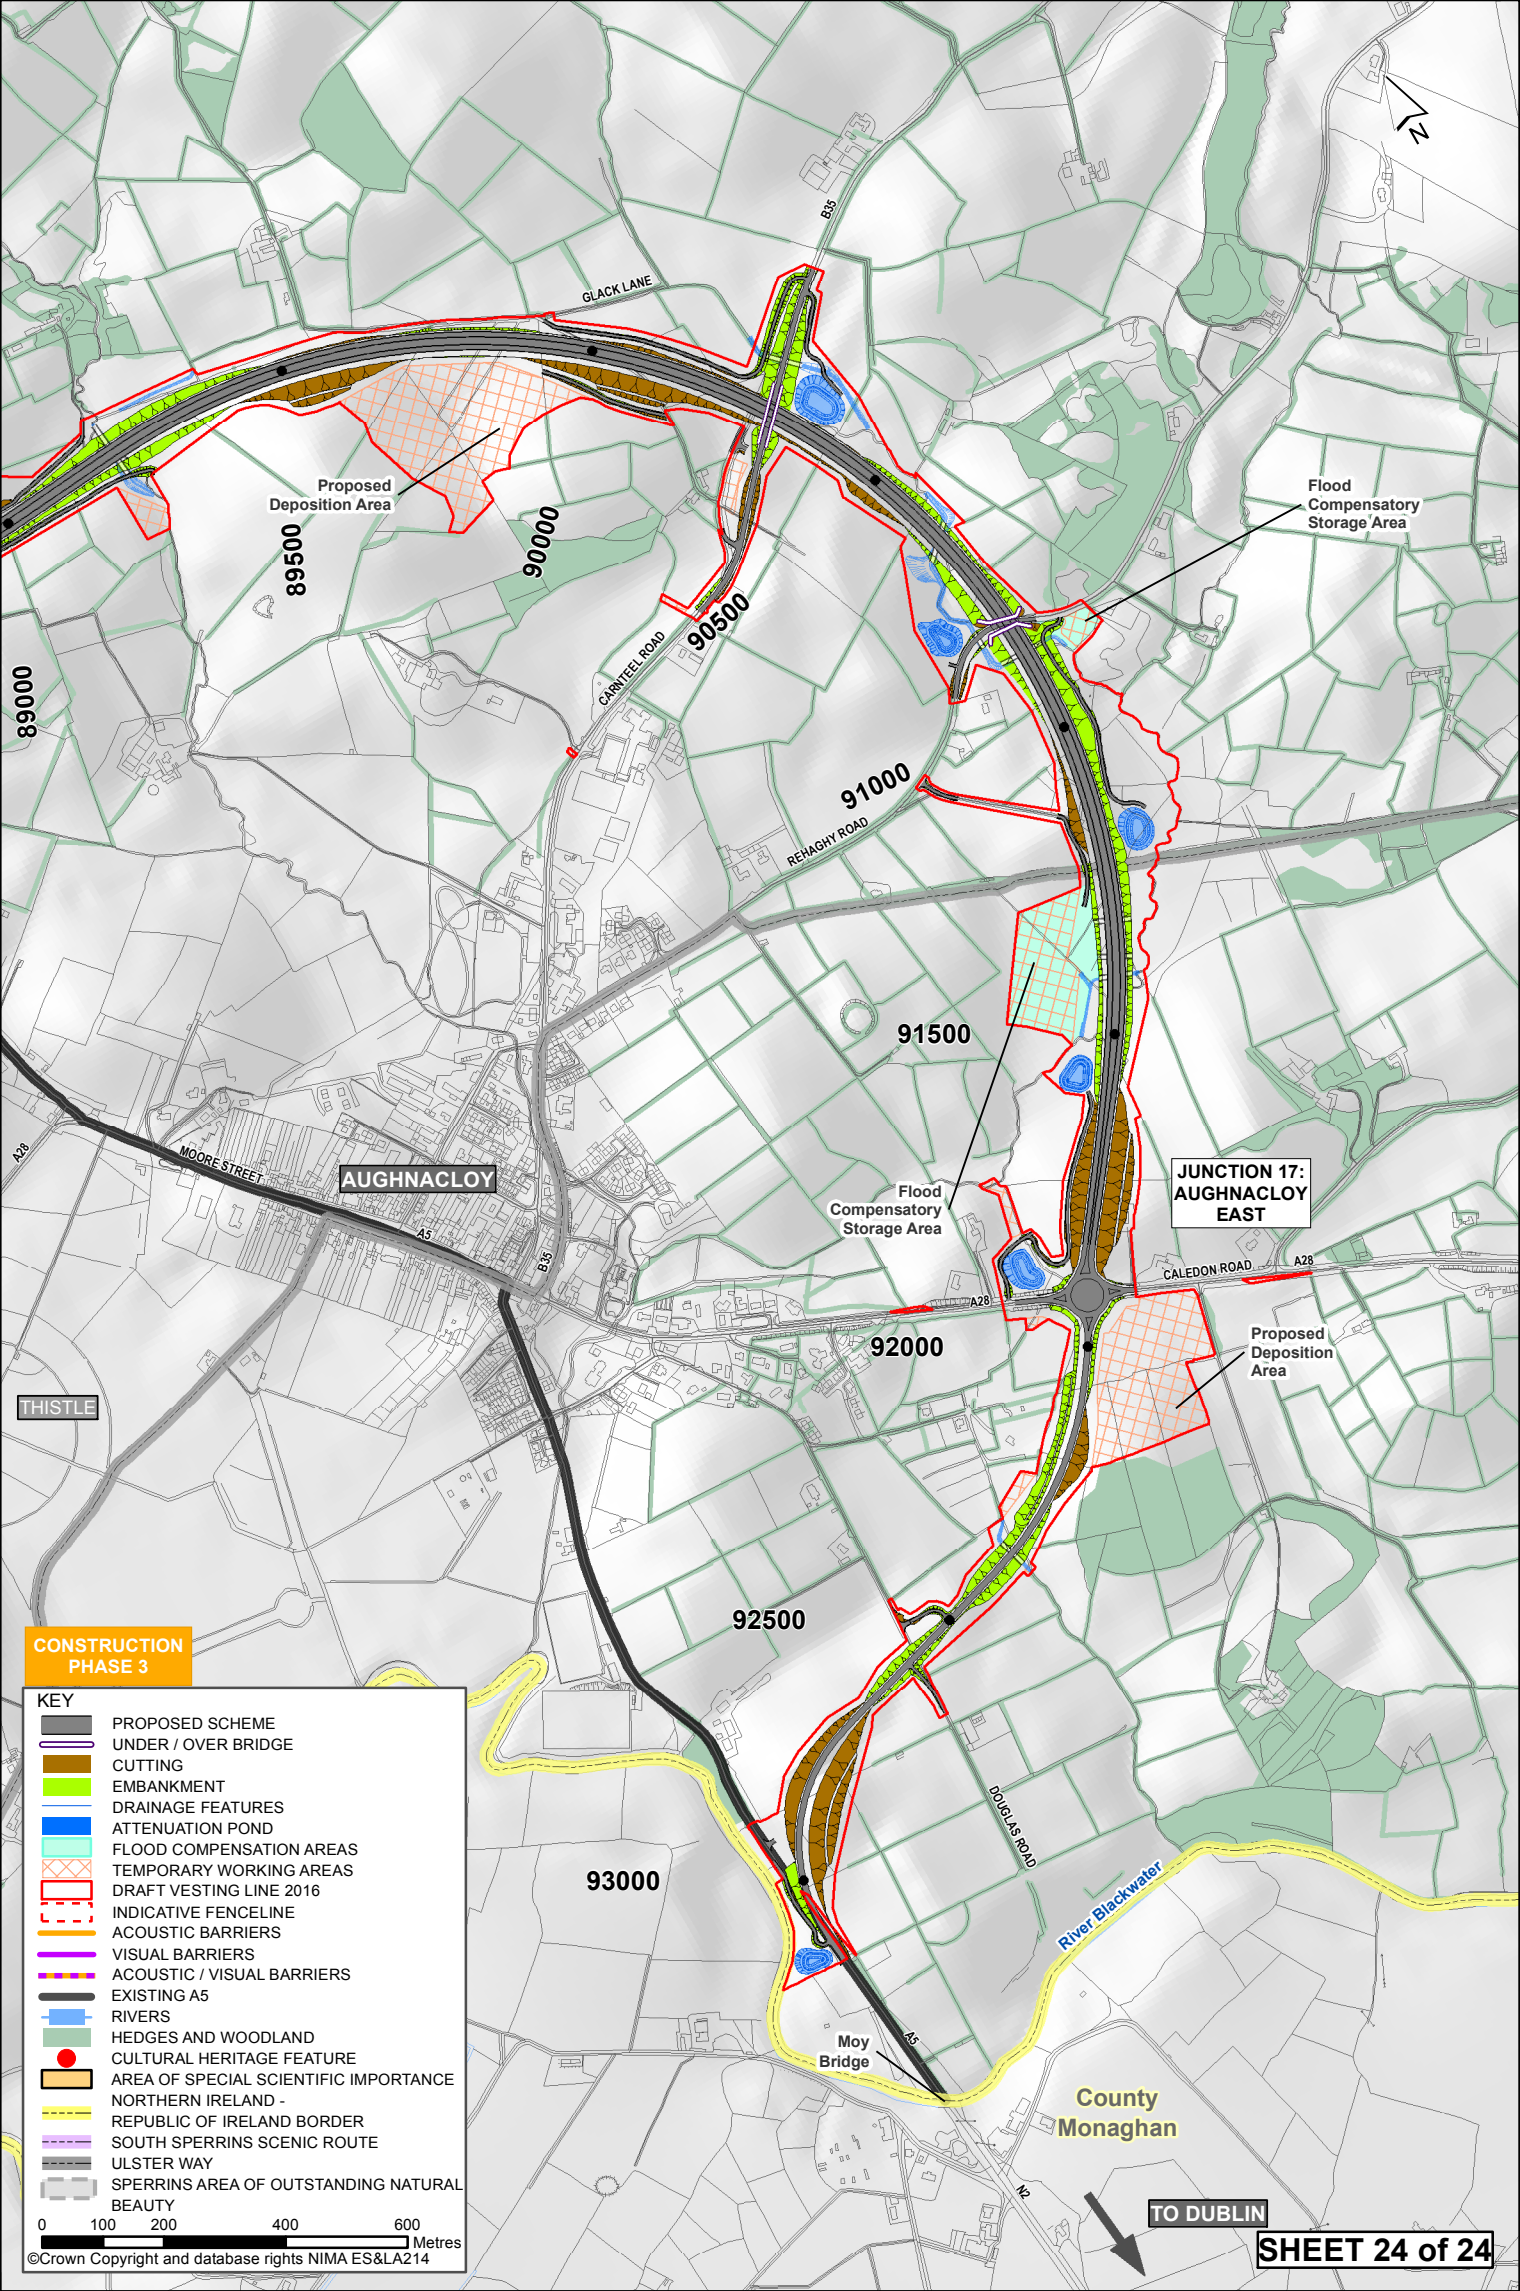 N
B35
GLACK LANE
Proposed
Deposition Area
Flood
Compensatory
Storage Area
89500
90000
90500
89000
CARNTEEL ROAD
91000
REHAGHY ROAD
91500
A28
MOORE STREET
AUGHNACLOY
A5
B35
Flood
Compensatory
Storage Area
JUNCTION 17:
AUGHNACLOY
EAST
CALEDON ROAD
A28
A28
92000
Proposed
Deposition
Area
THISTLE
92500
DOUGLAS ROAD
93000
River Blackwater
A5
Moy
Bridge
County
Monaghan
N2
TO DUBLIN
SHEET 24 of 24
CONSTRUCTION
PHASE 3
KEY
PROPOSED SCHEME
UNDER / OVER BRIDGE
CUTTING
EMBANKMENT
DRAINAGE FEATURES
ATTENUATION POND
FLOOD COMPENSATION AREAS
TEMPORARY WORKING AREAS
DRAFT VESTING LINE 2016
INDICATIVE FENCELINE
ACOUSTIC BARRIERS
VISUAL BARRIERS
ACOUSTIC / VISUAL BARRIERS
EXISTING A5
RIVERS
HEDGES AND WOODLAND
CULTURAL HERITAGE FEATURE
AREA OF SPECIAL SCIENTIFIC IMPORTANCE
NORTHERN IRELAND -
REPUBLIC OF IRELAND BORDER
SOUTH SPERRINS SCENIC ROUTE
ULSTER WAY
SPERRINS AREA OF OUTSTANDING NATURAL
BEAUTY
0 100 200 400 600
Metres
©Crown Copyright and database rights NIMA ES&LA214